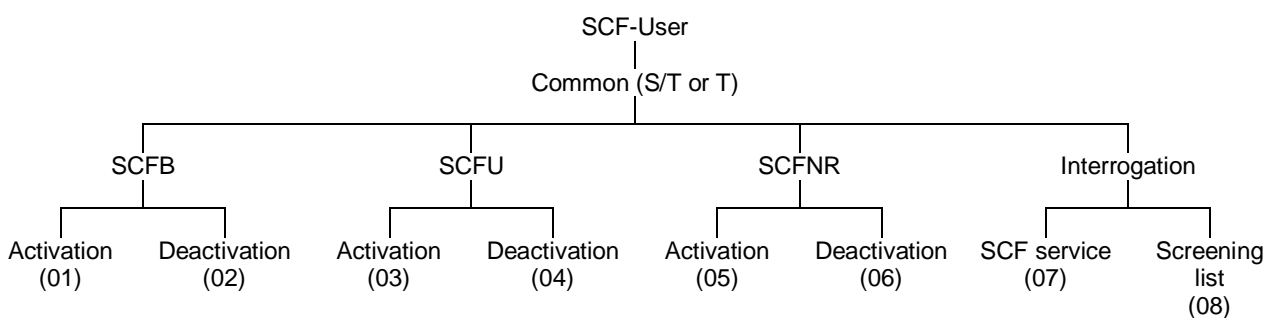 SCF-User
Common (S/T or T)
SCFB
SCFU
SCFNR
Interrogation
Activation
(01)
Deactivation
(02)
Activation
(03)
Deactivation
(04)
Activation
(05)
Deactivation
(06)
SCF service
(07)
Screening
list
(08)